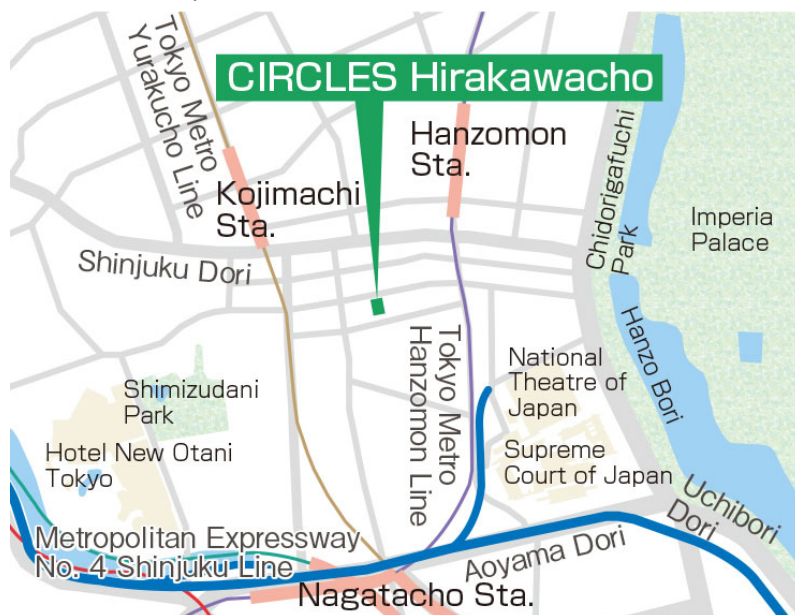 Tokyo Metro
Yurakucho Line
CIRCLES Hirakawacho
Hanzomon
Sta.
Kojimachi
Sta.
Chidorigafuchi
Park
Imperia
Palace
Shinjuku Dori
Hanzo Bori
Tokyo Metro
Hanzomon Line
National
Theatre of
Japan
Shimizudani
Park
Hotel New Otani
Tokyo
Supreme
Court of Japan
Uchibori
Dori
Metropolitan Expressway
No. 4 Shinjuku Line
Aoyama Dori
Nagatacho Sta.